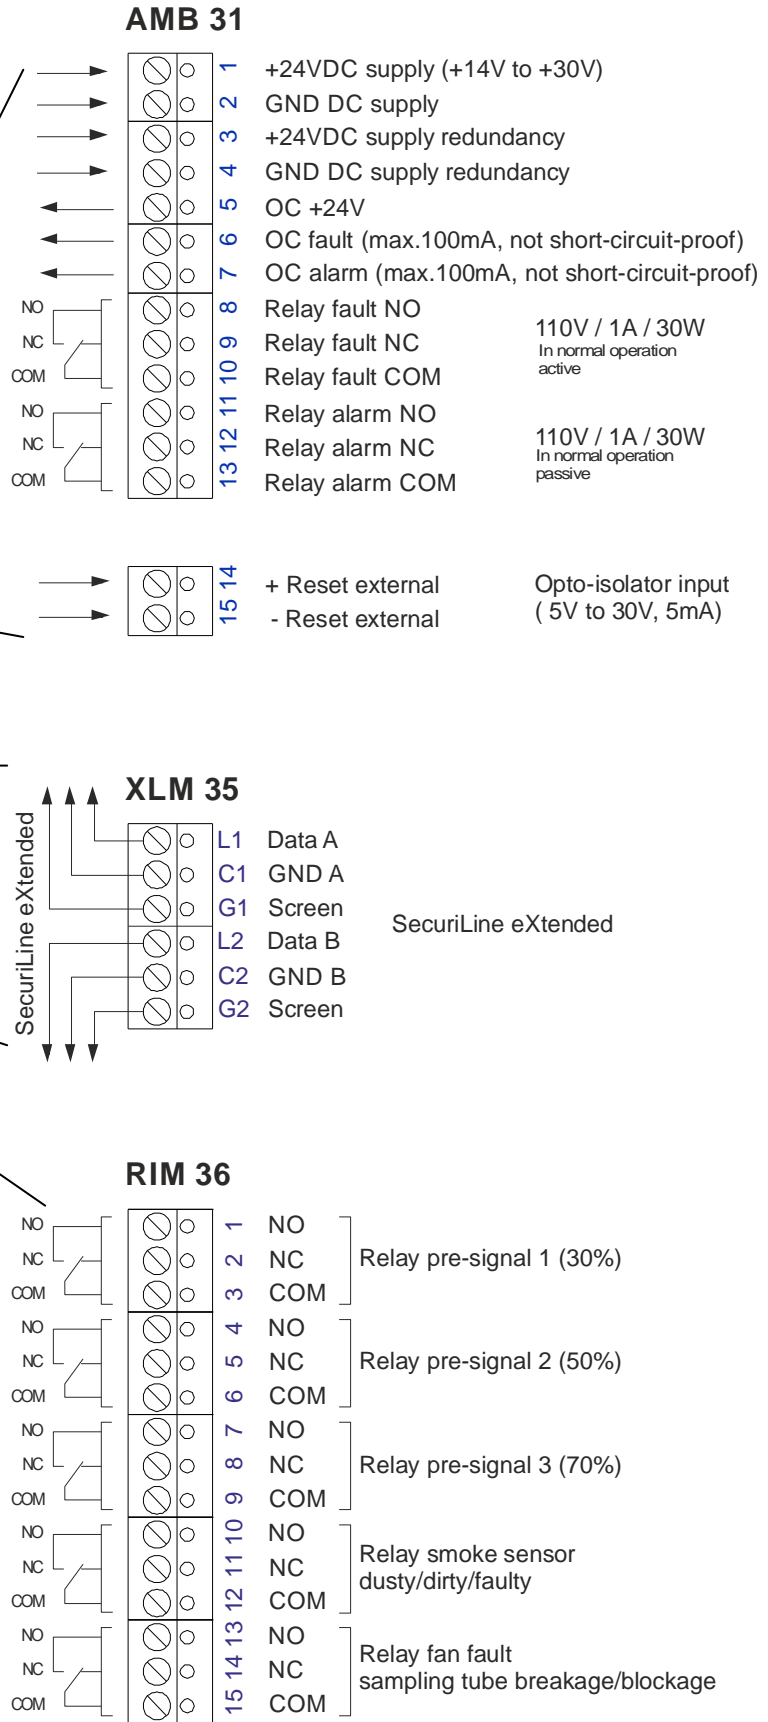 AMB 31
1 +24VDC supply (+14V to +30V)
2 GND DC supply
3 +24VDC supply redundancy
4 GND DC supply redundancy
5 OC +24V
6 OC fault (max.100mA, not short-circuit-proof)
7 OC alarm (max.100mA, not short-circuit-proof)
NO 8 Relay fault NO
NC 9 Relay fault NC
COM 10 Relay fault COM
110V / 1A / 30W
In normal operation
active
NO 11 Relay alarm NO
NC 12 Relay alarm NC
COM 13 Relay alarm COM
110V / 1A / 30W
In normal operation
passive
14 + Reset external
15 - Reset external
Opto-isolator input
( 5V to 30V, 5mA)
XLM 35
SecuriLine eXtended
L1 Data A
C1 GND A
G1 Screen
L2 Data B
C2 GND B
G2 Screen
SecuriLine eXtended
RIM 36
NO 1 NO
NC 2 NC
COM 3 COM
Relay pre-signal 1 (30%)
NO 4 NO
NC 5 NC
COM 6 COM
Relay pre-signal 2 (50%)
NO 7 NO
NC 8 NC
COM 9 COM
Relay pre-signal 3 (70%)
NO 10 NO
NC 11 NC
COM 12 COM
Relay smoke sensor
dusty/dirty/faulty
NO 13 NO
NC 14 NC
COM 15 COM
Relay fan fault
sampling tube breakage/blockage